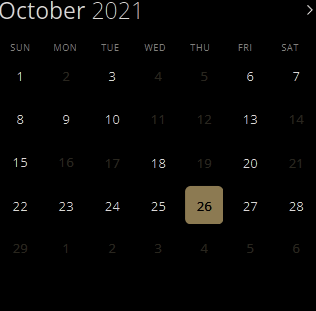 October 2021 >
SUN MON TUE WED THU FRI SAT
1 2 3 4 5 6 7
8 9 10 11 12 13 14
15 16 17 18 19 20 21
22 23 24 25 26 27 28
29 1 2 3 4 5 6